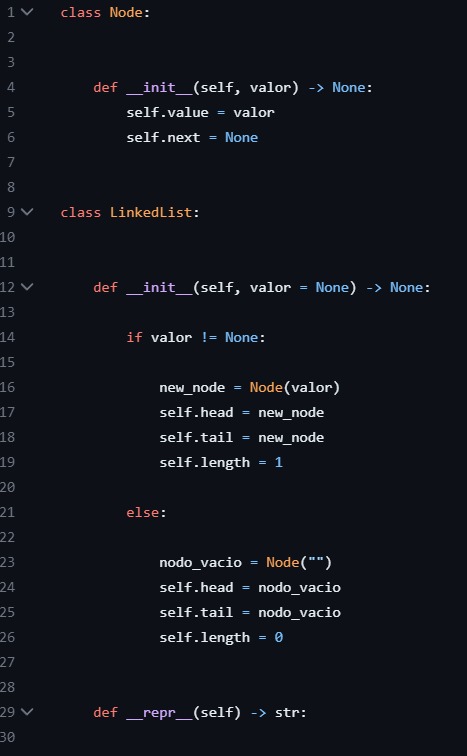 1 class Node:
2
3
4     def __init__(self, valor) -> None:
5         self.value = valor
6         self.next = None
7
8
9 class LinkedList:
10
11
12     def __init__(self, valor = None) -> None:
13
14         if valor != None:
15
16             new_node = Node(valor)
17             self.head = new_node
18             self.tail = new_node
19             self.length = 1
20
21         else:
22
23             nodo_vacio = Node("")
24             self.head = nodo_vacio
25             self.tail = nodo_vacio
26             self.length = 0
27
28
29     def __repr__(self) -> str:
30